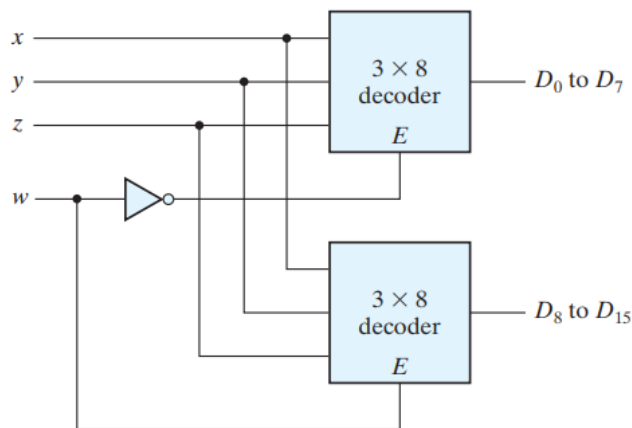 x
y
z
w
3 × 8
decoder
E
D₀ to D₇
3 × 8
decoder
E
D₈ to D₁₅